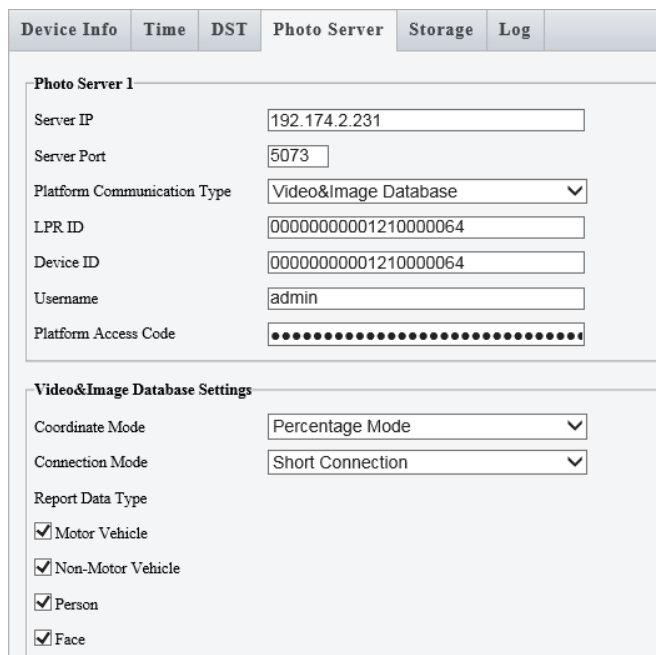 Device Info Time DST Photo Server Storage Log
Photo Server 1
Server IP 192.174.2.231
Server Port 5073
Platform Communication Type Video&Image Database
LPR ID 00000000001210000064
Device ID 00000000001210000064
Username admin
Platform Access Code
Video&Image Database Settings
Coordinate Mode Percentage Mode
Connection Mode Short Connection
Report Data Type
Motor Vehicle
Non-Motor Vehicle
Person
Face